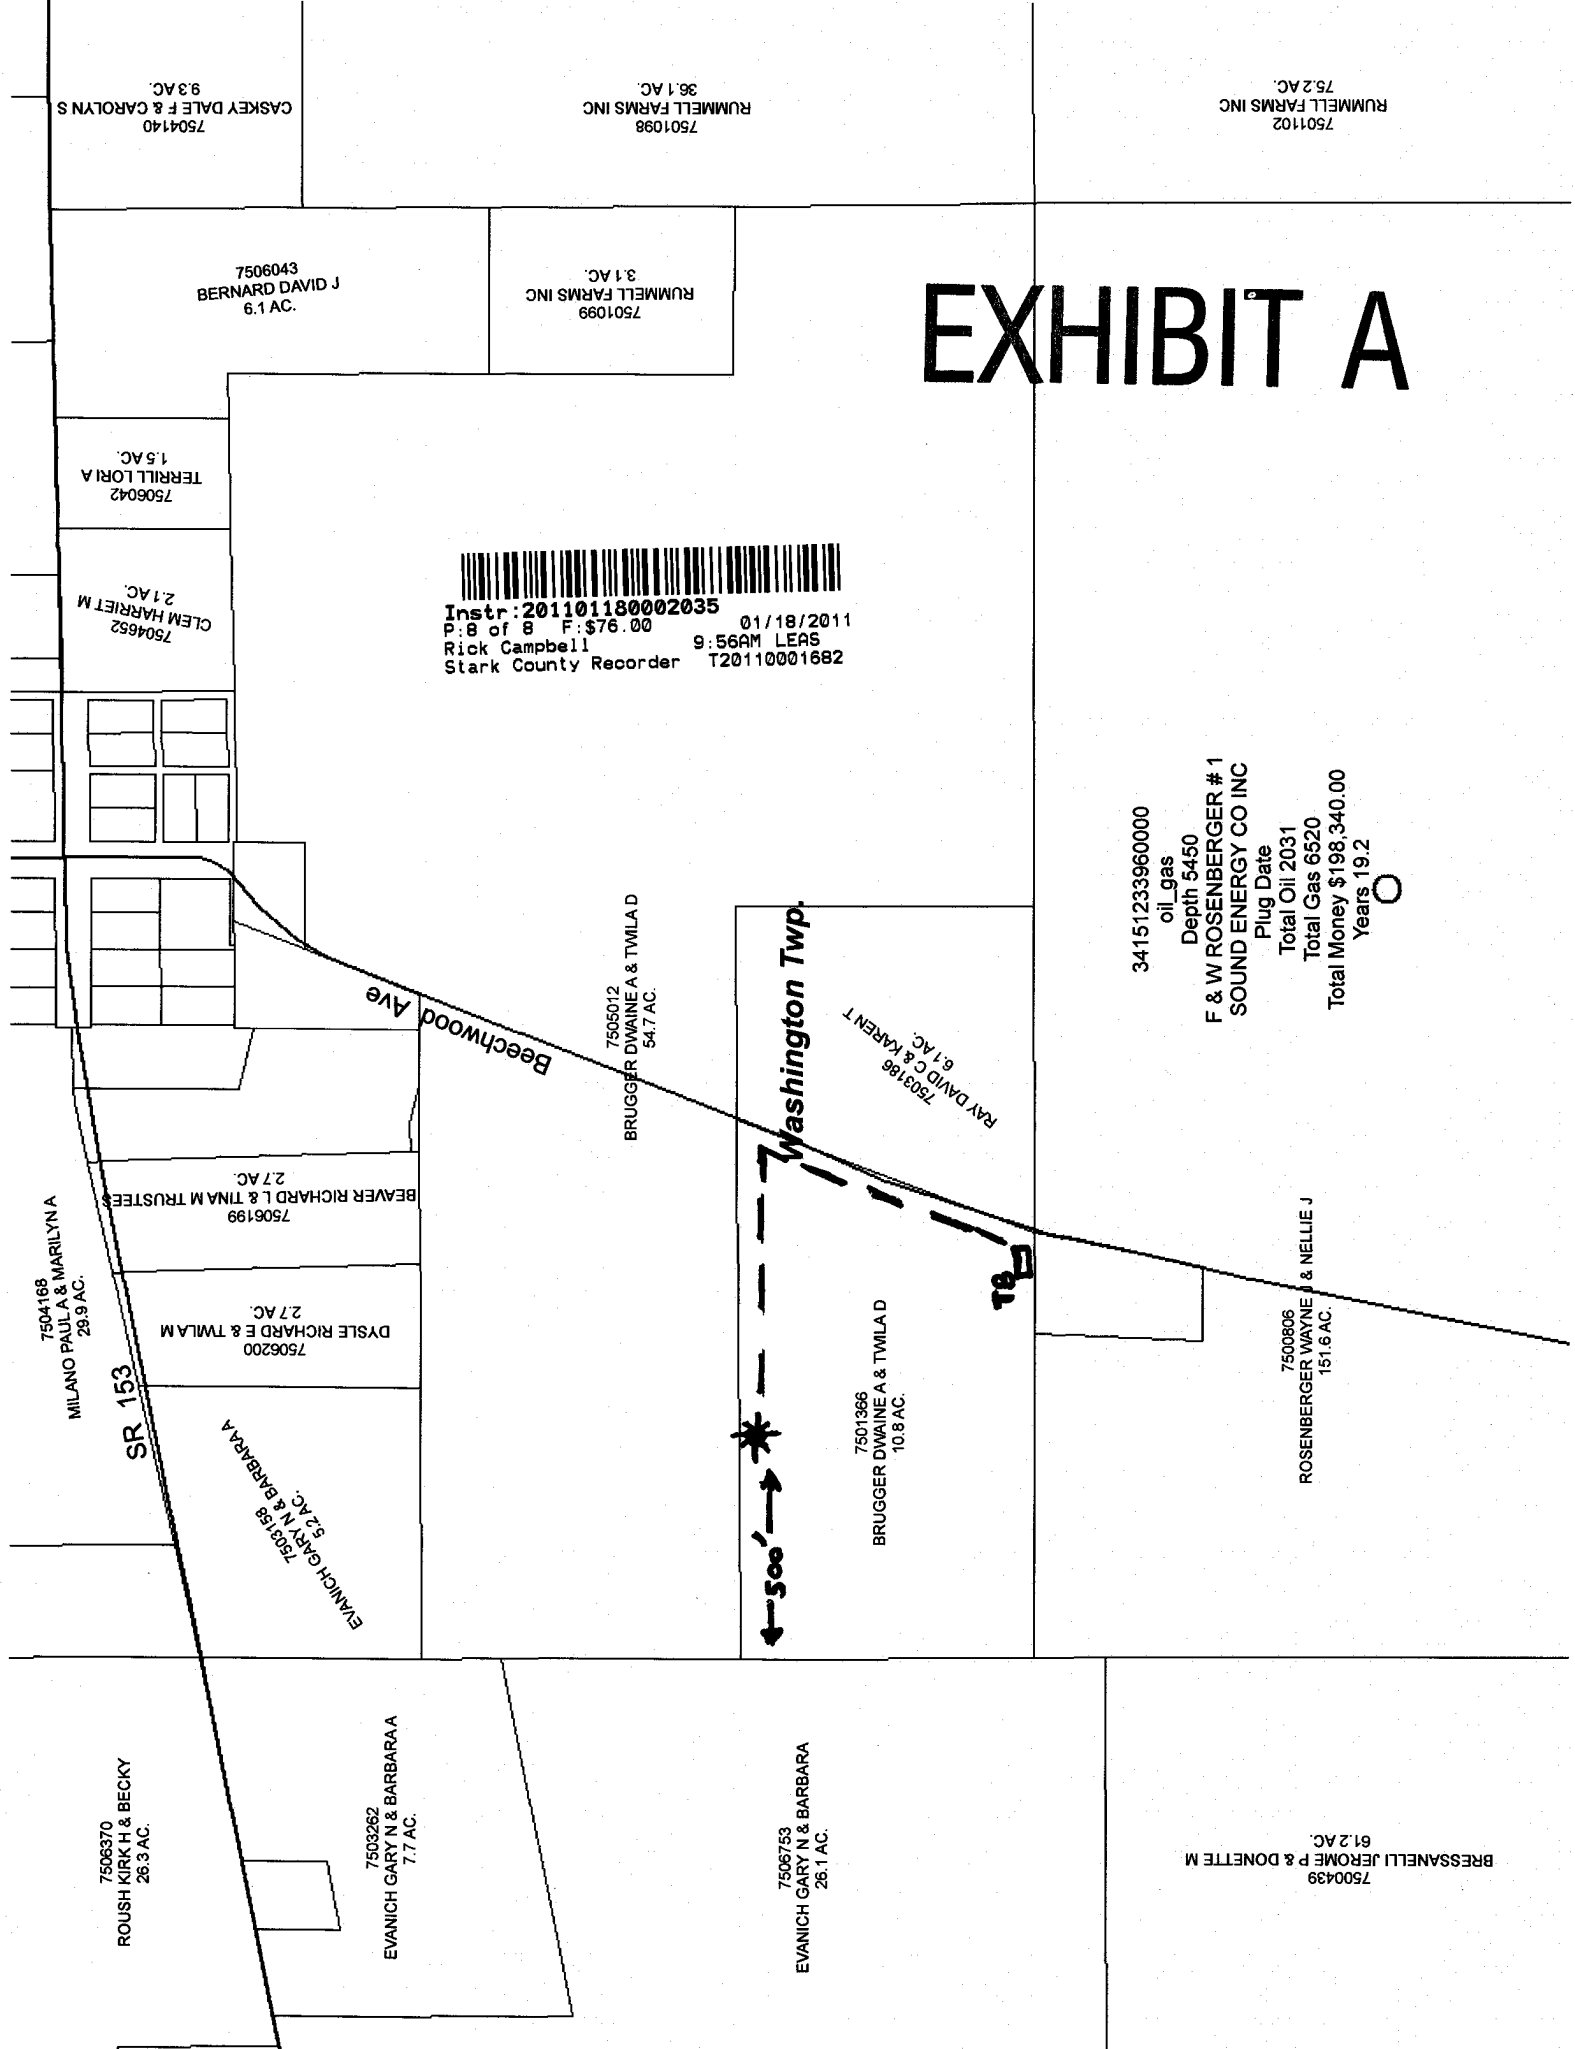 7504140
CASKEY DALE F & CAROLYN S
9.3 AC.
7501098
RUMMELL FARMS INC
36.1 AC.
7501102
RUMMELL FARMS INC
75.2 AC.
7506043
BERNARD DAVID J
6.1 AC.
7501099
RUMMELL FARMS INC
3.1 AC.
EXHIBIT A
7506042
TERRILL LORI A
1.5 AC.
7504652
CLEM HARRIET M
2.1 AC.
Instr:201101180002035
P:8 of 8 F:$76.00 01/18/2011
Rick Campbell 9:56AM LEAS
Stark County Recorder T20110001682
34151233960000
oil_gas
Depth 5450
F & W ROSENBERGER # 1
SOUND ENERGY CO INC
Plug Date
Total Oil 2031
Total Gas 6520
Total Money $198,340.00
Years 19.2
Beechwood Ave
7505012
BRUGGER DWAINE A & TWILA D
54.7 AC.
Washington Twp.
7503186
RAY DAVID C & KAREN T
6.1 AC.
7506199
BEAVER RICHARD L & TINA M TRUSTEES
2.7 AC.
7504168
MILANO PAUL A & MARILYN A
29.9 AC.
7506200
DYSLE RICHARD E & TWILA M
2.7 AC.
SR 153
TB
7501366
BRUGGER DWAINE A & TWILA D
10.8 AC.
7500806
ROSENBERGER WAYNE J & NELLIE J
151.6 AC.
7503158
EVANICH GARY N & BARBARA A
5.2 AC.
500'
7506370
ROUSH KIRK H & BECKY
26.3 AC.
7503262
EVANICH GARY N & BARBARA A
7.7 AC.
7506753
EVANICH GARY N & BARBARA
26.1 AC.
7500439
BRESSANELLI JEROME P & DONETTE M
61.2 AC.